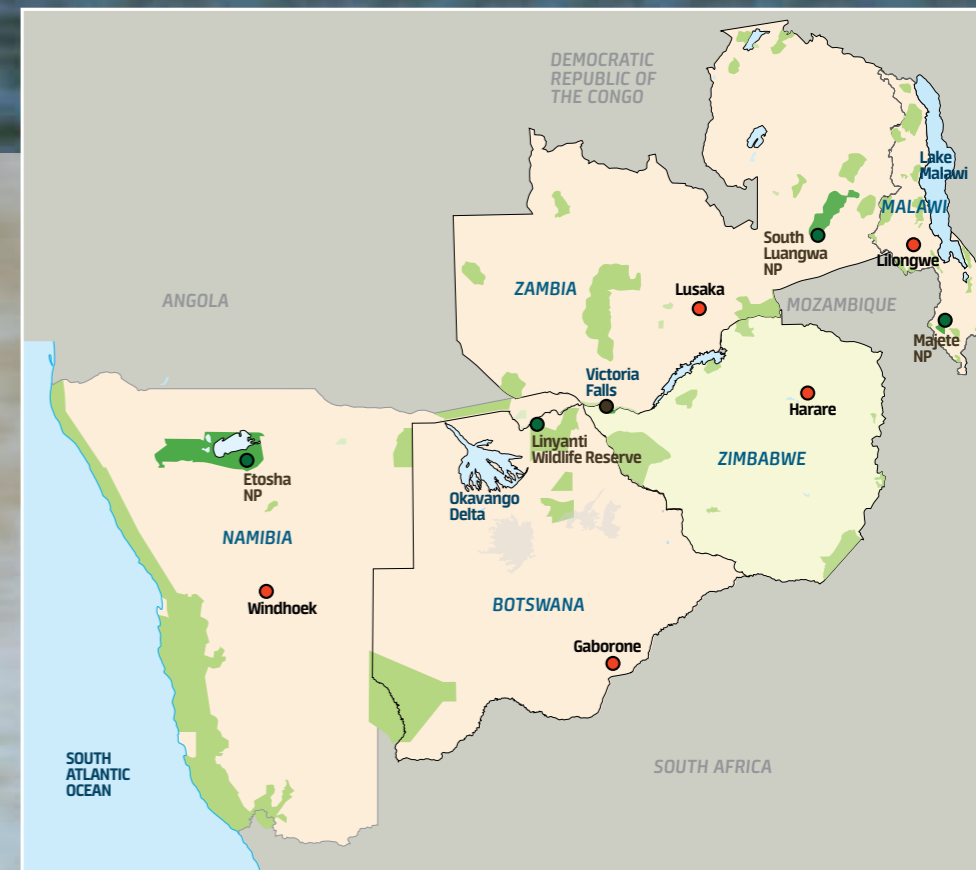 DEMOCRATIC
REPUBLIC OF
THE CONGO
Lake
Malawi
MALAWI
South
Luangwa
NP
Lilongwe
ZAMBIA
Lusaka
ANGOLA
MOZAMBIQUE
Majete
NP
Victoria
Falls
Harare
Linyanti
Wildlife Reserve
ZIMBABWE
Etosha
NP
Okavango
Delta
NAMIBIA
Windhoek
BOTSWANA
Gaborone
SOUTH
ATLANTIC
OCEAN
SOUTH AFRICA